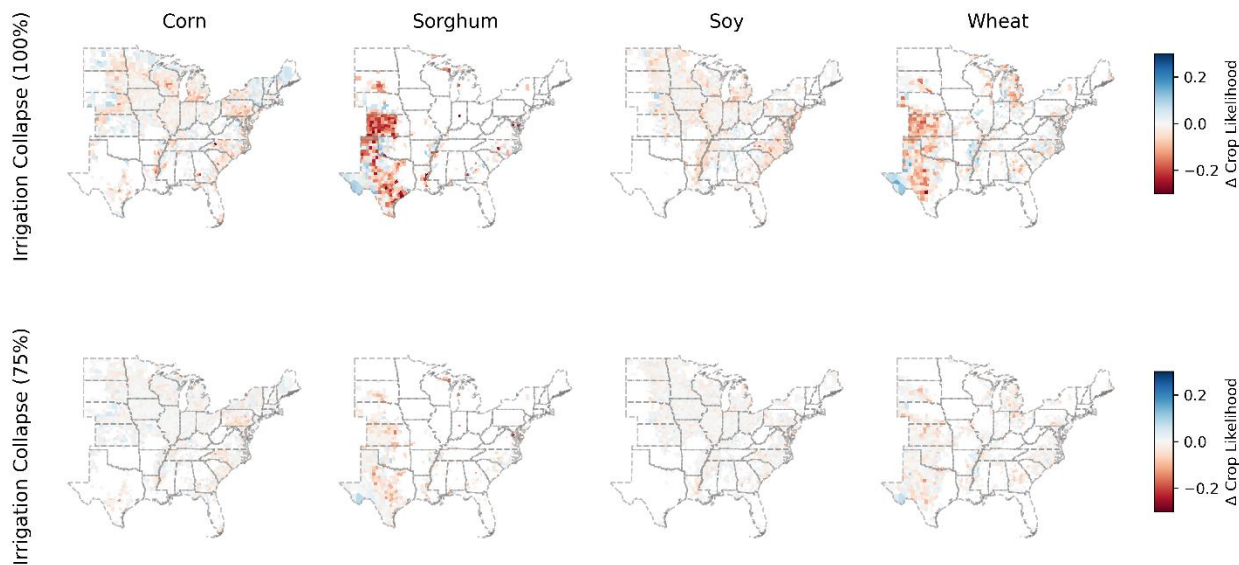 Corn
Sorghum
Soy
Wheat
Irrigation Collapse (100%)
0.2
0.0
−0.2
Δ Crop Likelihood
Irrigation Collapse (75%)
0.2
0.0
−0.2
Δ Crop Likelihood